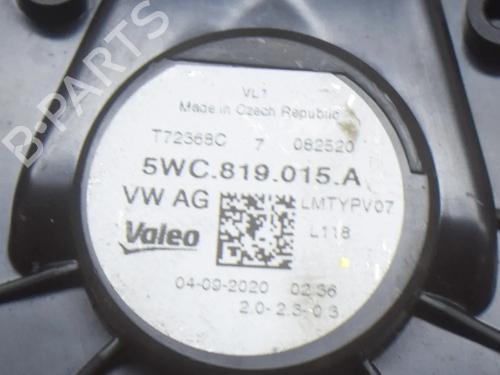 B-PARTS
VL1
Made in Czech Republic
T72368C 7 082520
5WC.819.015.A
VW AG LMTYPV07
Valeo L118
04-09-2020 02:36
2.0- 2.3- 0.3